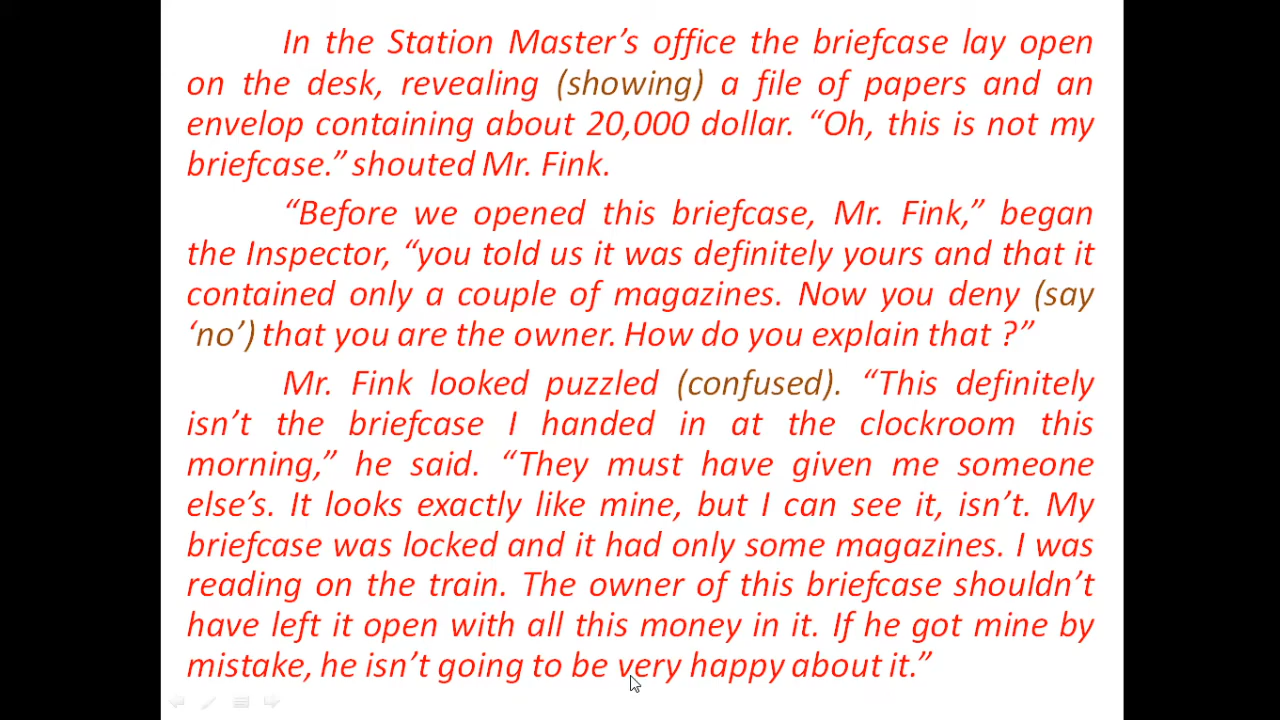 In the Station Master’s office the briefcase lay open
on the desk, revealing (showing) a file of papers and an
envelop containing about 20,000 dollar. “Oh, this is not my
briefcase.” shouted Mr. Fink.
“Before we opened this briefcase, Mr. Fink,” began
the Inspector, “you told us it was definitely yours and that it
contained only a couple of magazines. Now you deny (say
‘no’) that you are the owner. How do you explain that ?”
Mr. Fink looked puzzled (confused). “This definitely
isn’t the briefcase I handed in at the clockroom this
morning,” he said. “They must have given me someone
else’s. It looks exactly like mine, but I can see it, isn’t. My
briefcase was locked and it had only some magazines. I was
reading on the train. The owner of this briefcase shouldn’t
have left it open with all this money in it. If he got mine by
mistake, he isn’t going to be very happy about it.”